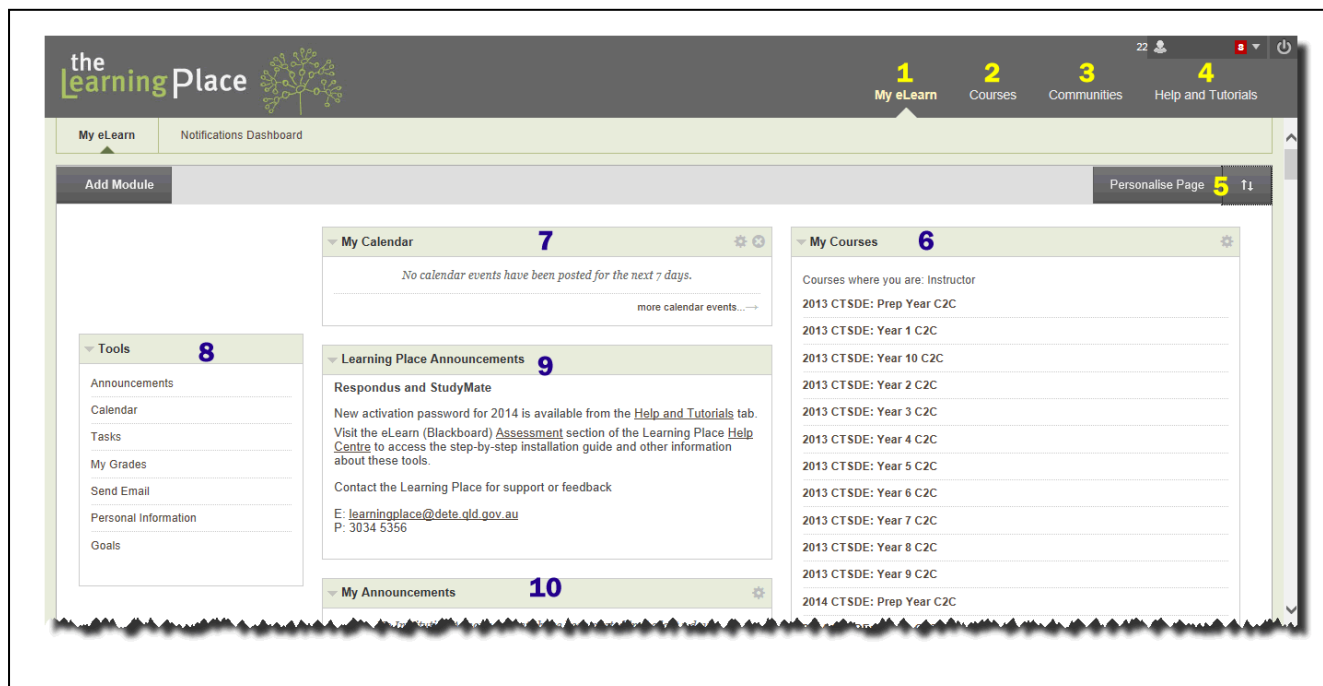 the
Learning Place
22
8
1 2 3 4
My eLearn Courses Communities Help and Tutorials
My eLearn Notifications Dashboard
Add Module
Personalise Page 5
Tools 8
Announcements
Calendar
Tasks
My Grades
Send Email
Personal Information
Goals
My Calendar 7
No calendar events have been posted for the next 7 days.
more calendar events...→
Learning Place Announcements 9
Respondus and StudyMate
New activation password for 2014 is available from the Help and Tutorials tab.
Visit the eLearn (Blackboard) Assessment section of the Learning Place Help
Centre to access the step-by-step installation guide and other information
about these tools.
Contact the Learning Place for support or feedback
E: learningplace@dete.qld.gov.au
P: 3034 5356
My Announcements 10
My Courses 6
Courses where you are: Instructor
2013 CTSDE: Prep Year C2C
2013 CTSDE: Year 1 C2C
2013 CTSDE: Year 10 C2C
2013 CTSDE: Year 2 C2C
2013 CTSDE: Year 3 C2C
2013 CTSDE: Year 4 C2C
2013 CTSDE: Year 5 C2C
2013 CTSDE: Year 6 C2C
2013 CTSDE: Year 7 C2C
2013 CTSDE: Year 8 C2C
2013 CTSDE: Year 9 C2C
2014 CTSDE: Prep Year C2C